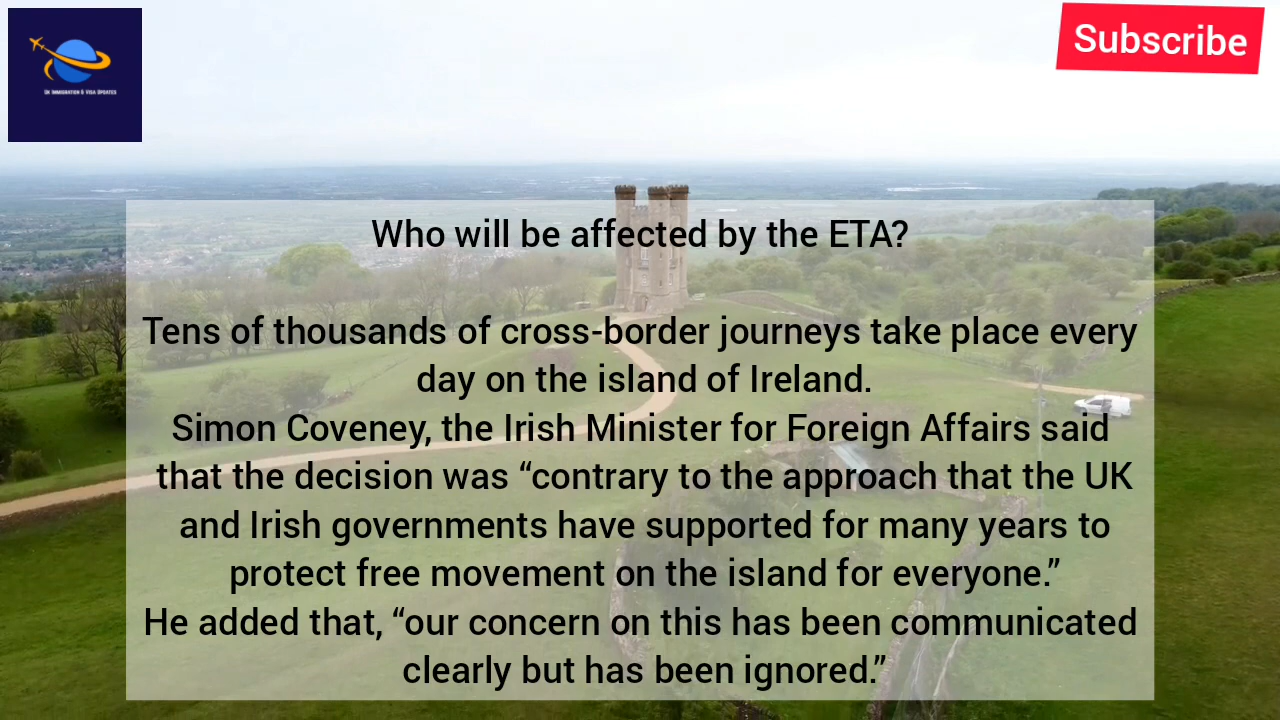 UK Immigration & Visa Updates
Subscribe
Who will be affected by the ETA?
Tens of thousands of cross-border journeys take place every
day on the island of Ireland.
Simon Coveney, the Irish Minister for Foreign Affairs said
that the decision was “contrary to the approach that the UK
and Irish governments have supported for many years to
protect free movement on the island for everyone.”
He added that, “our concern on this has been communicated
clearly but has been ignored.”